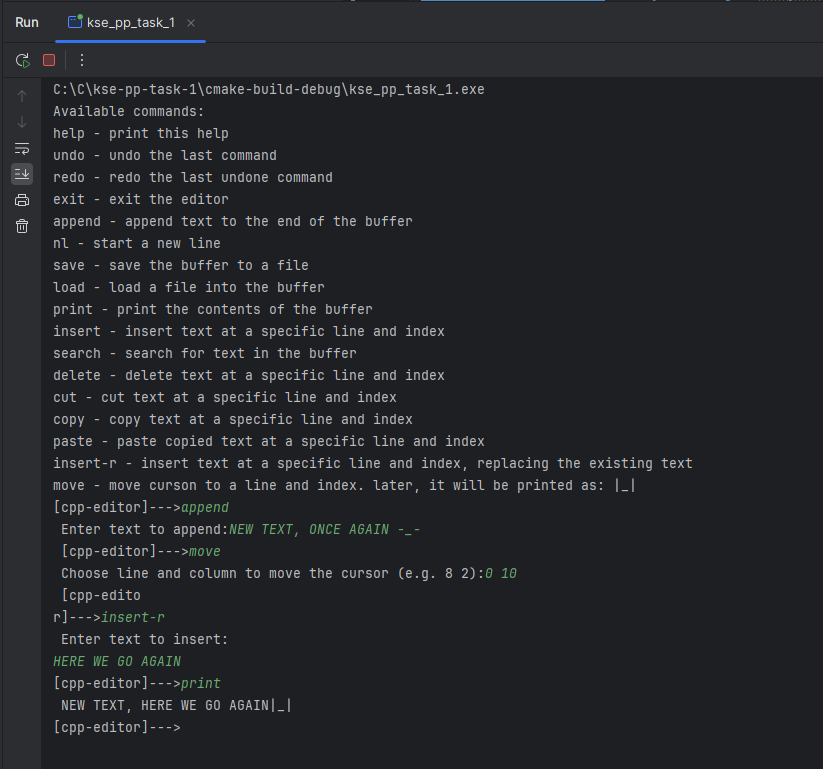 Run kse_pp_task_1
C:\C\kse-pp-task-1\cmake-build-debug\kse_pp_task_1.exe
Available commands:
help - print this help
undo - undo the last command
redo - redo the last undone command
exit - exit the editor
append - append text to the end of the buffer
nl - start a new line
save - save the buffer to a file
load - load a file into the buffer
print - print the contents of the buffer
insert - insert text at a specific line and index
search - search for text in the buffer
delete - delete text at a specific line and index
cut - cut text at a specific line and index
copy - copy text at a specific line and index
paste - paste copied text at a specific line and index
insert-r - insert text at a specific line and index, replacing the existing text
move - move curson to a line and index. later, it will be printed as: |_|
[cpp-editor]--->append
Enter text to append:NEW TEXT, ONCE AGAIN -_-
[cpp-editor]--->move
Choose line and column to move the cursor (e.g. 8 2):0 10
[cpp-edito
r]--->insert-r
Enter text to insert:
HERE WE GO AGAIN
[cpp-editor]--->print
NEW TEXT, HERE WE GO AGAIN|_|
[cpp-editor]--->